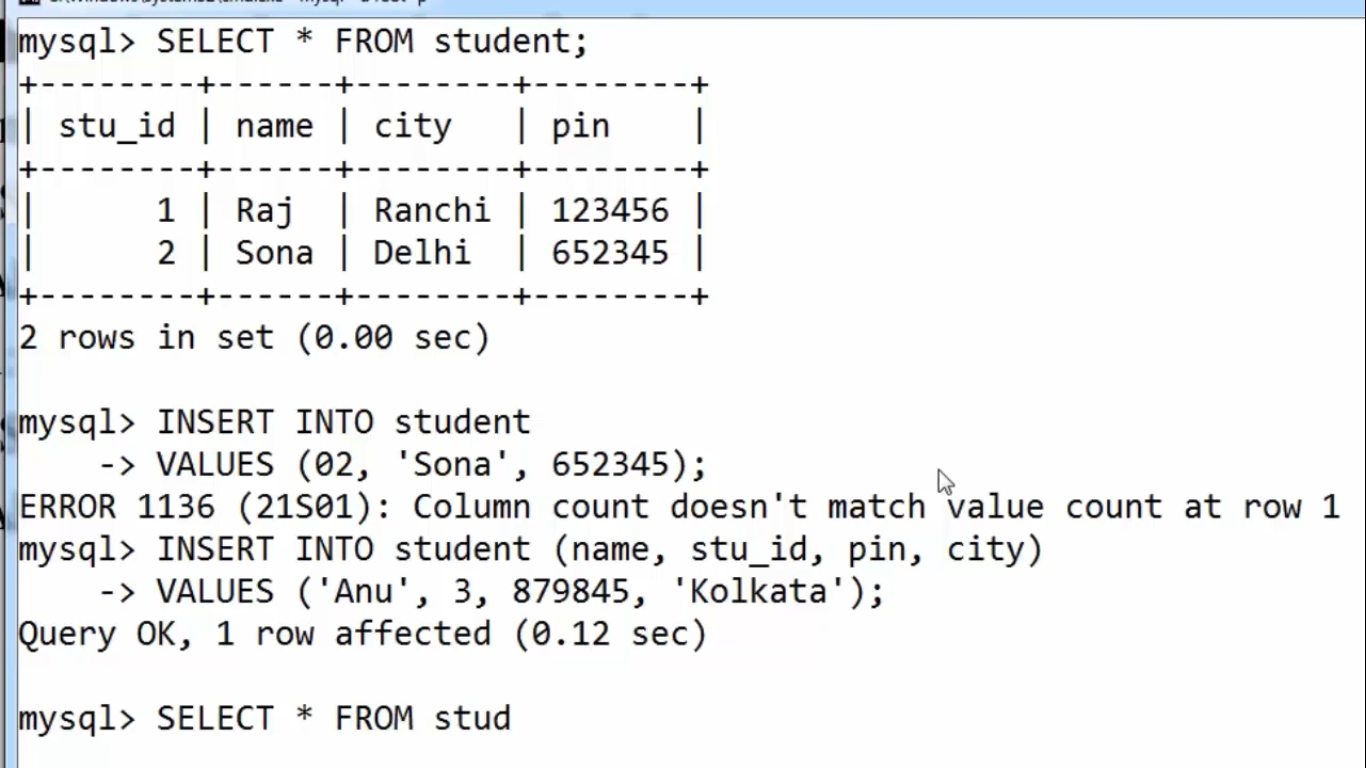 mysql> SELECT * FROM student;
+--------+------+--------+--------+
| stu_id | name | city   | pin    |
+--------+------+--------+--------+
|      1 | Raj  | Ranchi | 123456 |
|      2 | Sona | Delhi  | 652345 |
+--------+------+--------+--------+
2 rows in set (0.00 sec)
mysql> INSERT INTO student
    -> VALUES (02, 'Sona', 652345);
ERROR 1136 (21S01): Column count doesn't match value count at row 1
mysql> INSERT INTO student (name, stu_id, pin, city)
    -> VALUES ('Anu', 3, 879845, 'Kolkata');
Query OK, 1 row affected (0.12 sec)
mysql> SELECT * FROM stud